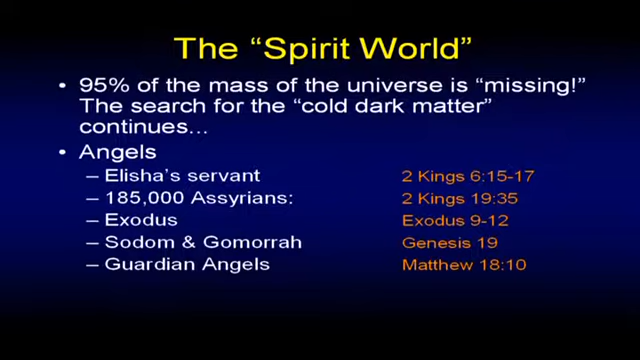 The “Spirit World”
• 95% of the mass of the universe is “missing!”
The search for the “cold dark matter”
continues...
• Angels
– Elisha's servant 2 Kings 6:15-17
– 185,000 Assyrians: 2 Kings 19:35
– Exodus Exodus 9-12
– Sodom & Gomorrah Genesis 19
– Guardian Angels Matthew 18:10